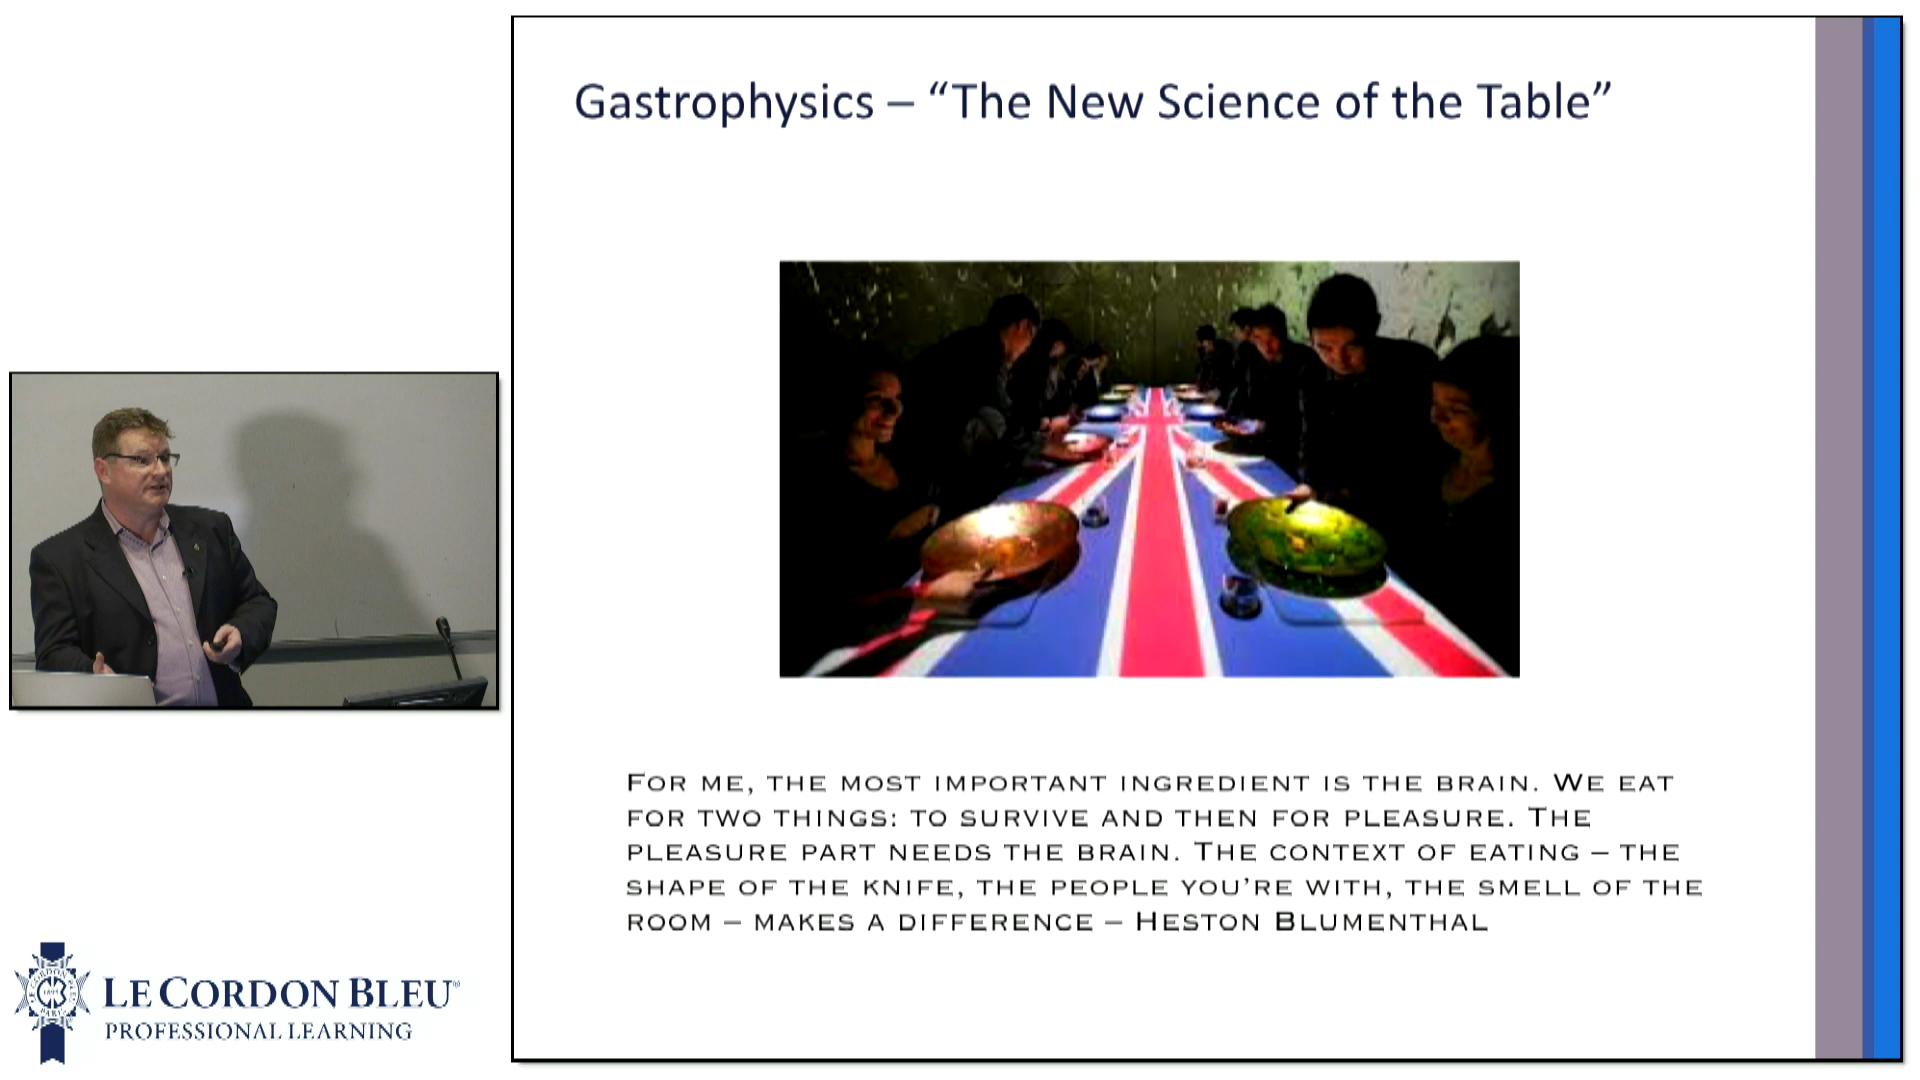 Gastrophysics – “The New Science of the Table”
For me, the most important ingredient is the brain. We eat
for two things: to survive and then for pleasure. The
pleasure part needs the brain. The context of eating – the
shape of the knife, the people you’re with, the smell of the
room – makes a difference – Heston Blumenthal
LE CORDON BLEU®
PROFESSIONAL LEARNING